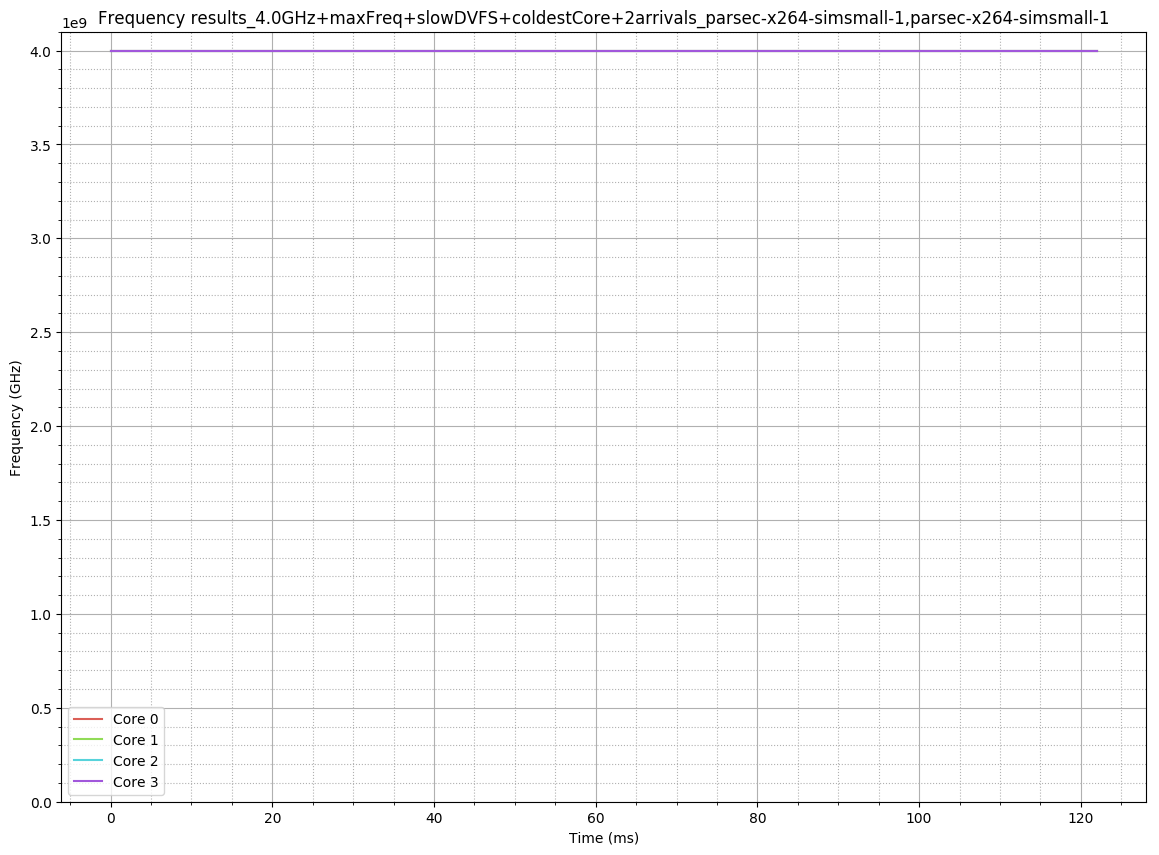 Frequency results_4.0GHz+maxFreq+slowDVFS+coldestCore+2arrivals_parsec-x264-simsmall-1,parsec-x264-simsmall-1
1e9
4.0
3.5
3.0
2.5
2.0
1.5
1.0
0.5
0.0
Frequency (GHz)
Core 0
Core 1
Core 2
Core 3
0 20 40 60 80 100 120
Time (ms)